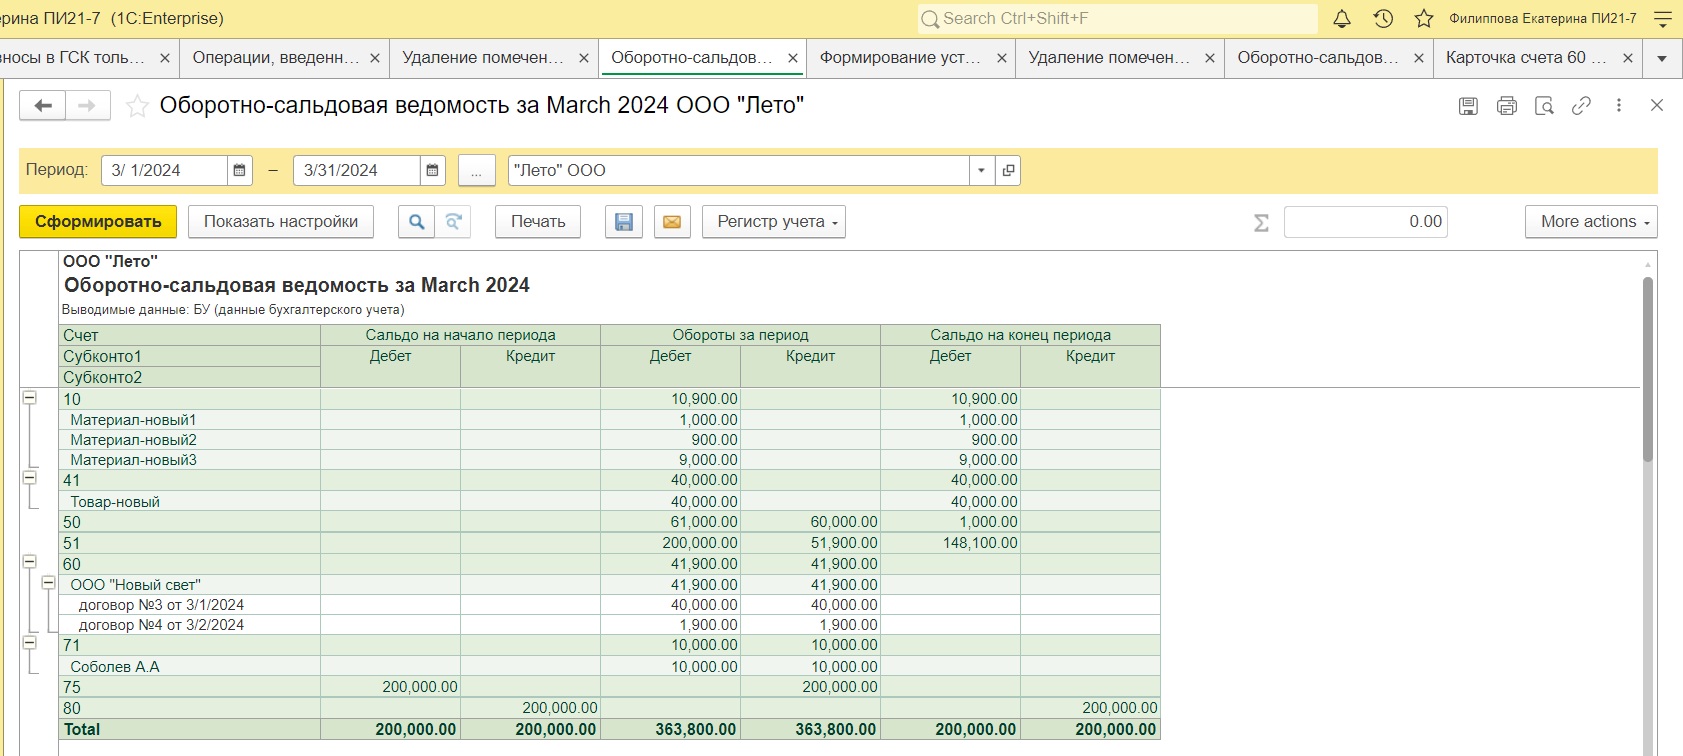 ерина ПИ21-7 (1C:Enterprise) Search Ctrl+Shift+F Филиппова Екатерина ПИ21-7
зносы в ГСК толь... × Операции, введенн... × Удаление помечен... × Оборотно-сальдов... × Формирование уст... × Удаление помечен... × Оборотно-сальдов... × Карточка счета 60 ... ×
Оборотно-сальдовая ведомость за March 2024 ООО "Лето"
Период: 3/ 1/2024 – 3/31/2024 ... "Лето" ООО
Сформировать Показать настройки Печать Регистр учета Σ 0.00 More actions
ООО "Лето"
Оборотно-сальдовая ведомость за March 2024
Выводимые данные: БУ (данные бухгалтерского учета)
Счет Сальдо на начало периода Обороты за период Сальдо на конец периода
Субконто1 Дебет Кредит Дебет Кредит Дебет Кредит
Субконто2
10 10,900.00 10,900.00
Материал-новый1 1,000.00 1,000.00
Материал-новый2 900.00 900.00
Материал-новый3 9,000.00 9,000.00
41 40,000.00 40,000.00
Товар-новый 40,000.00 40,000.00
50 61,000.00 60,000.00 1,000.00
51 200,000.00 51,900.00 148,100.00
60 41,900.00 41,900.00
ООО "Новый свет" 41,900.00 41,900.00
договор №3 от 3/1/2024 40,000.00 40,000.00
договор №4 от 3/2/2024 1,900.00 1,900.00
71 10,000.00 10,000.00
Соболев А.А 10,000.00 10,000.00
75 200,000.00 200,000.00
80 200,000.00 200,000.00
Total 200,000.00 200,000.00 363,800.00 363,800.00 200,000.00 200,000.00